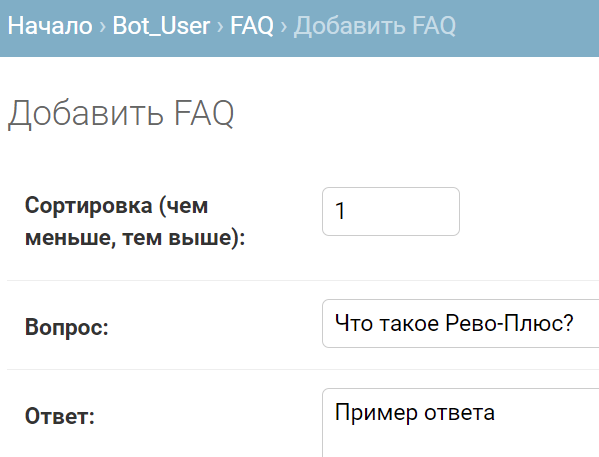 Начало › Bot_User › FAQ › Добавить FAQ
Добавить FAQ
Сортировка (чем
меньше, тем выше):
1
Вопрос:
Что такое Рево-Плюс?
Ответ:
Пример ответа